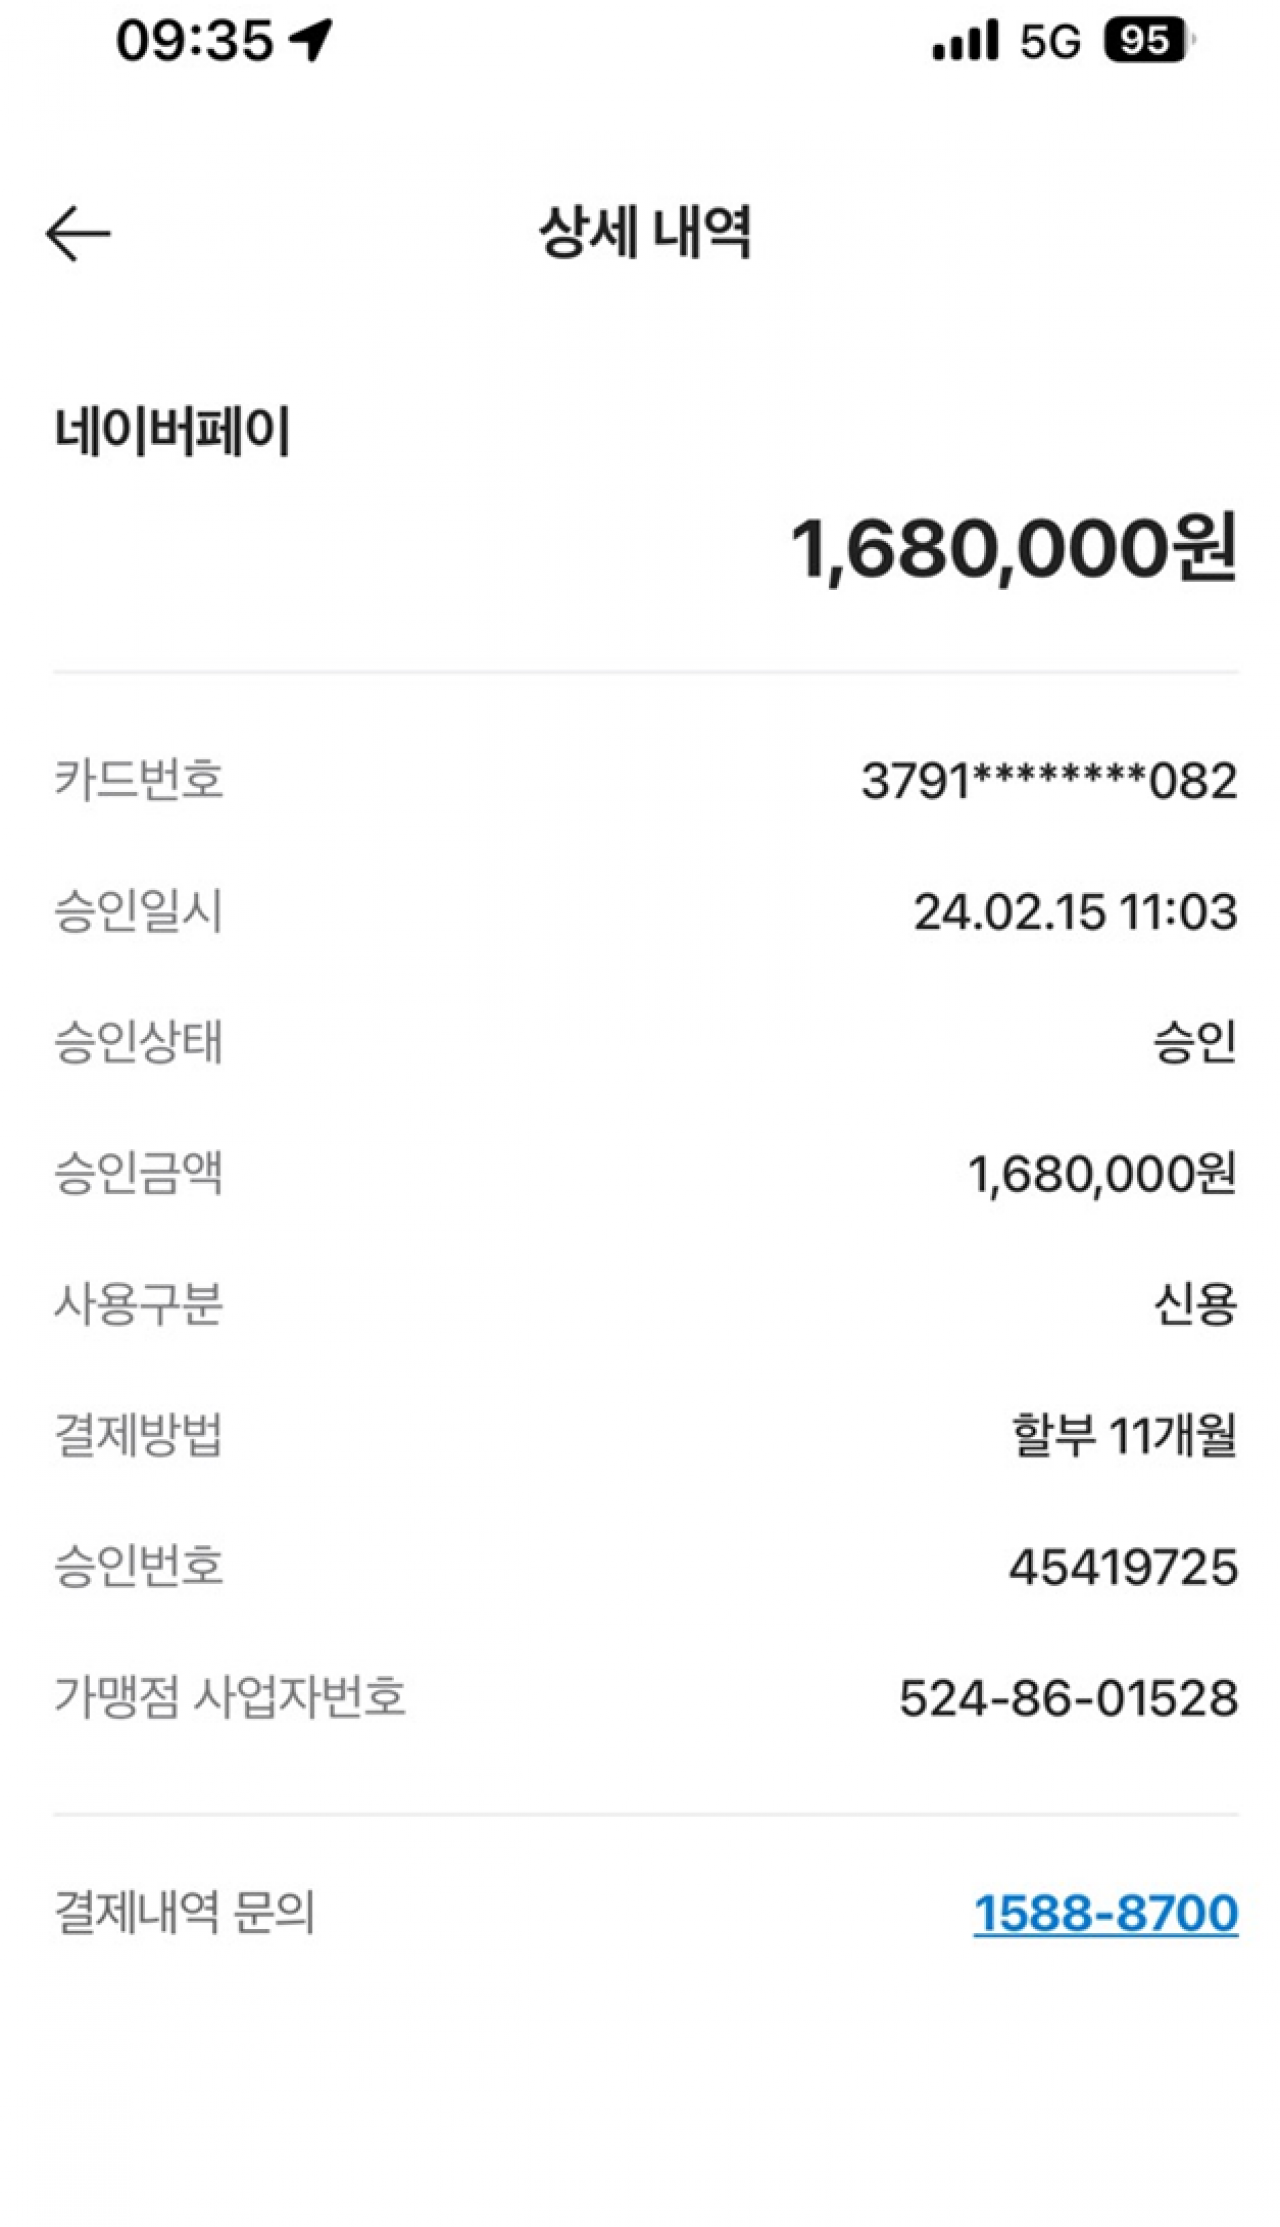 09:35
5G 95
상세 내역
네이버페이
1,680,000원
카드번호 3791********082
승인일시 24.02.15 11:03
승인상태 승인
승인금액 1,680,000원
사용구분 신용
결제방법 할부 11개월
승인번호 45419725
가맹점 사업자번호 524-86-01528
결제내역 문의 1588-8700